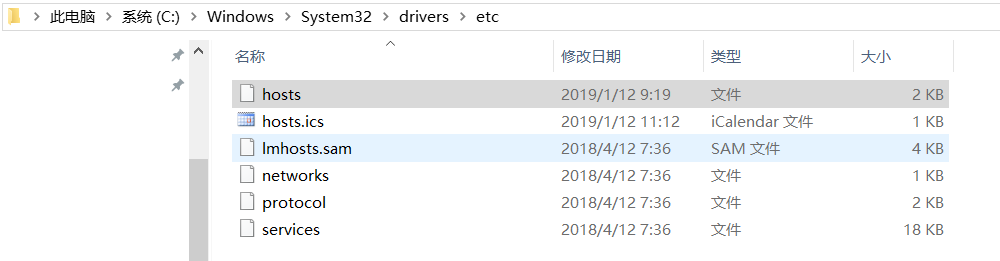 此电脑 > 系统 (C:) > Windows > System32 > drivers > etc
名称 修改日期 类型 大小
hosts 2019/1/12 9:19 文件 2 KB
hosts.ics 2019/1/12 11:12 iCalendar 文件 1 KB
lmhosts.sam 2018/4/12 7:36 SAM 文件 4 KB
networks 2018/4/12 7:36 文件 1 KB
protocol 2018/4/12 7:36 文件 2 KB
services 2018/4/12 7:36 文件 18 KB